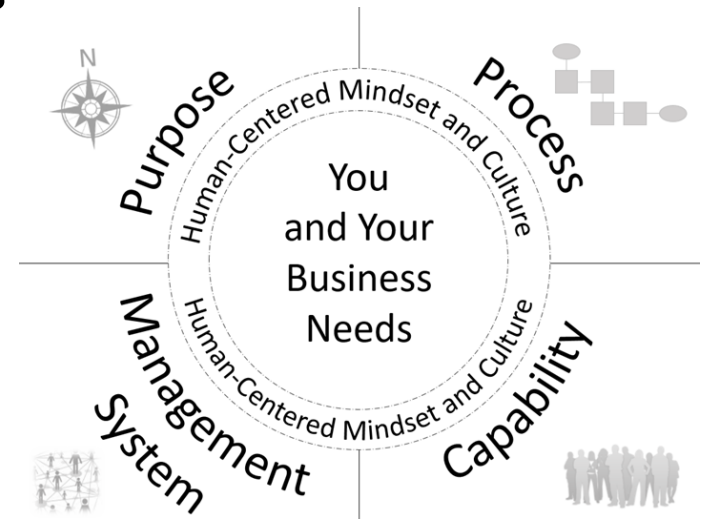 N
Purpose
Process
Human-Centered Mindset and Culture
You
and Your
Business
Needs
Human-Centered Mindset and Culture
Management
System
Capability